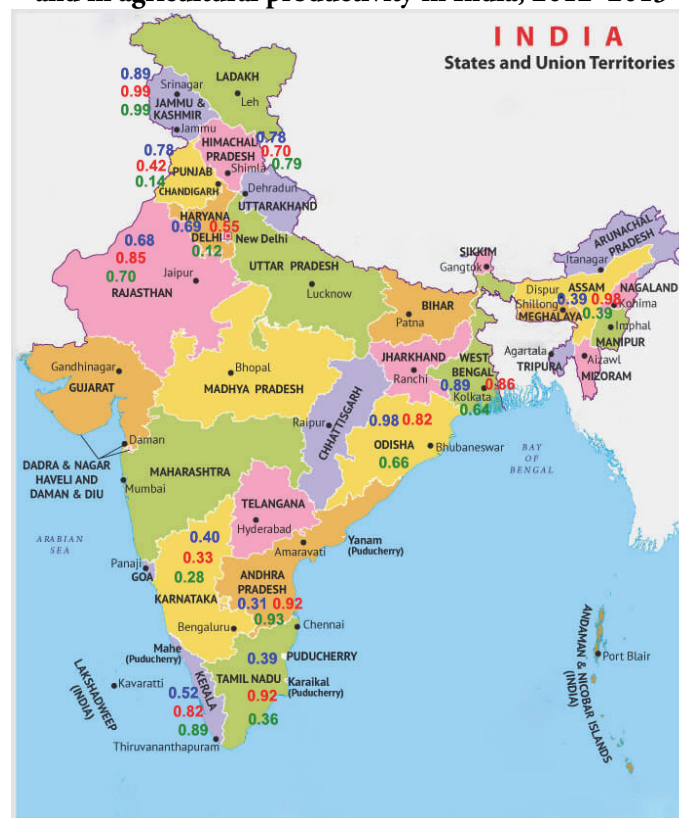 and in agricultural productivity in India, 2012–2013
INDIA
States and Union Territories
0.89
0.99
0.99
Srinagar
JAMMU &
KASHMIR
Jammu
LADAKH
Leh
0.78
0.70
0.79
HIMACHAL
PRADESH
Shimla
0.78
0.42
0.14
PUNJAB
CHANDIGARH
Dehradun
UTTARAKHAND
HARYANA
0.69 0.55
DELHI
New Delhi
0.12
0.68
0.85
0.70
Jaipur
RAJASTHAN
UTTAR PRADESH
Lucknow
SIKKIM
Gangtok
ARUNACHAL
PRADESH
Itanagar
Dispur
ASSAM
NAGALAND
Shillong
0.39 0.98
Kohima
MEGHALAYA
0.39
Imphal
MANIPUR
Agartala
TRIPURA
Aizawl
MIZORAM
BIHAR
Patna
JHARKHAND
Ranchi
WEST
BENGAL
0.89 0.86
Kolkata
0.64
Gandhinagar
GUJARAT
Bhopal
MADHYA PRADESH
Raipur
CHHATTISGARH
0.98 0.82
ODISHA
Bhubaneswar
0.66
BAY
OF
BENGAL
Daman
DADRA & NAGAR
HAVELI AND
DAMAN & DIU
MAHARASHTRA
Mumbai
TELANGANA
Hyderabad
ARABIAN
SEA
0.40
0.33
0.28
Panaji
GOA
KARNATAKA
Bengaluru
Amaravati
Yanam
(Puducherry)
ANDHRA
PRADESH
0.31 0.92
0.93
Chennai
Mahe
(Puducherry)
0.39
PUDUCHERRY
TAMIL NADU
Karaikal
(Puducherry)
0.92
0.36
LAKSHADWEEP
(INDIA)
Kavaratti
KERALA
0.52
0.82
0.89
Thiruvananthapuram
ANDAMAN & NICOBAR ISLANDS
(INDIA)
Port Blair